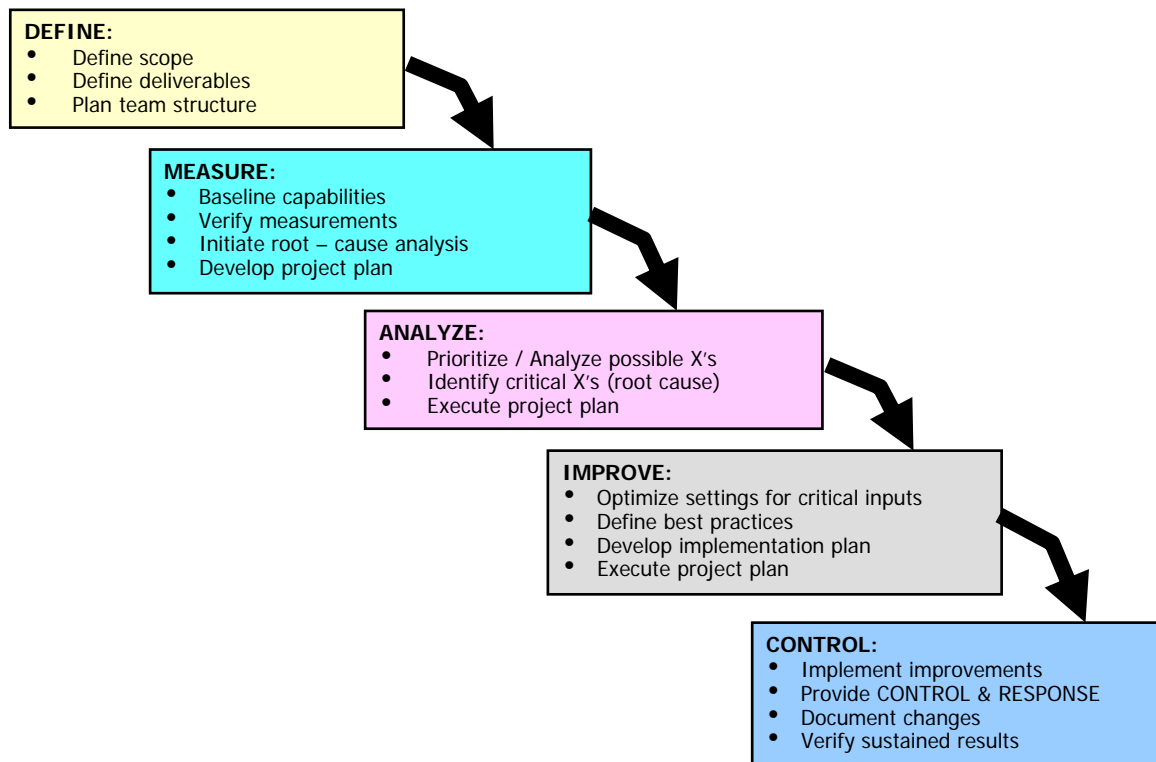 DEFINE:
• Define scope
• Define deliverables
• Plan team structure
MEASURE:
• Baseline capabilities
• Verify measurements
• Initiate root – cause analysis
• Develop project plan
ANALYZE:
• Prioritize / Analyze possible X's
• Identify critical X's (root cause)
• Execute project plan
IMPROVE:
• Optimize settings for critical inputs
• Define best practices
• Develop implementation plan
• Execute project plan
CONTROL:
• Implement improvements
• Provide CONTROL & RESPONSE
• Document changes
• Verify sustained results